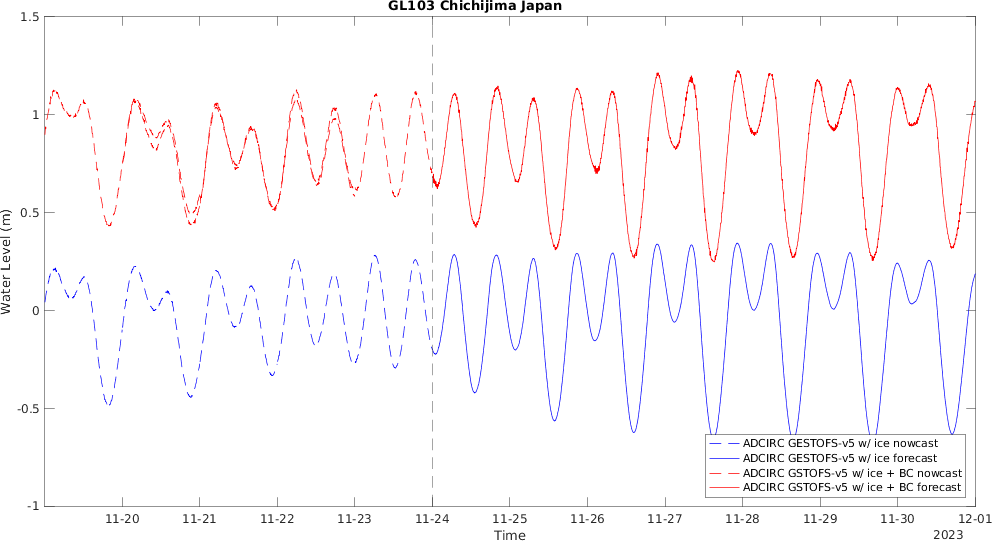 GL103 Chichijima Japan
1.5
1
0.5
0
-0.5
-1
Water Level (m)
ADCIRC GESTOFS-v5 w/ ice nowcast
ADCIRC GESTOFS-v5 w/ ice forecast
ADCIRC GSTOFS-v5 w/ ice + BC nowcast
ADCIRC GSTOFS-v5 w/ ice + BC forecast
11-20 11-21 11-22 11-23 11-24 11-25 11-26 11-27 11-28 11-29 11-30 12-01
Time
2023